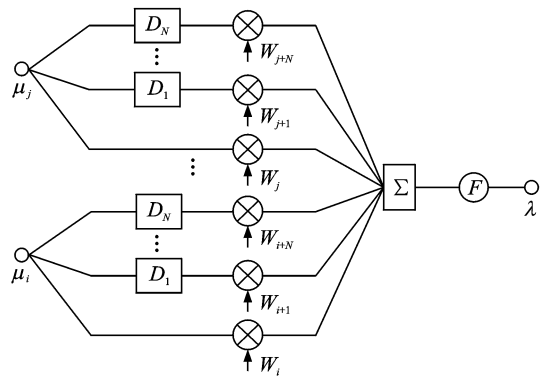 D_N
W_{j+N}
μ_j
D_1
W_{j+1}
W_j
Σ
F
λ
D_N
W_{i+N}
μ_i
D_1
W_{i+1}
W_i